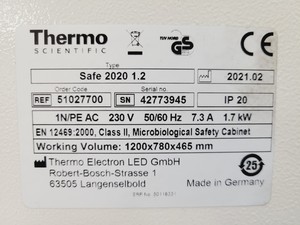 Thermo
SCIENTIFIC
TÜV NORD
GS
CE
Type
Safe 2020 1.2
2021.02
Order Code
Serial no.
REF 51027700
SN 42773945
IP 20
1N/PE AC 230 V 50/60 Hz 7.3 A 1.7 kW
EN 12469:2000, Class II, Microbiological Safety Cabinet
Working Volume: 1200x780x465 mm
Thermo Electron LED GmbH
Robert-Bosch-Strasse 1
63505 Langenselbold
25
Made in Germany